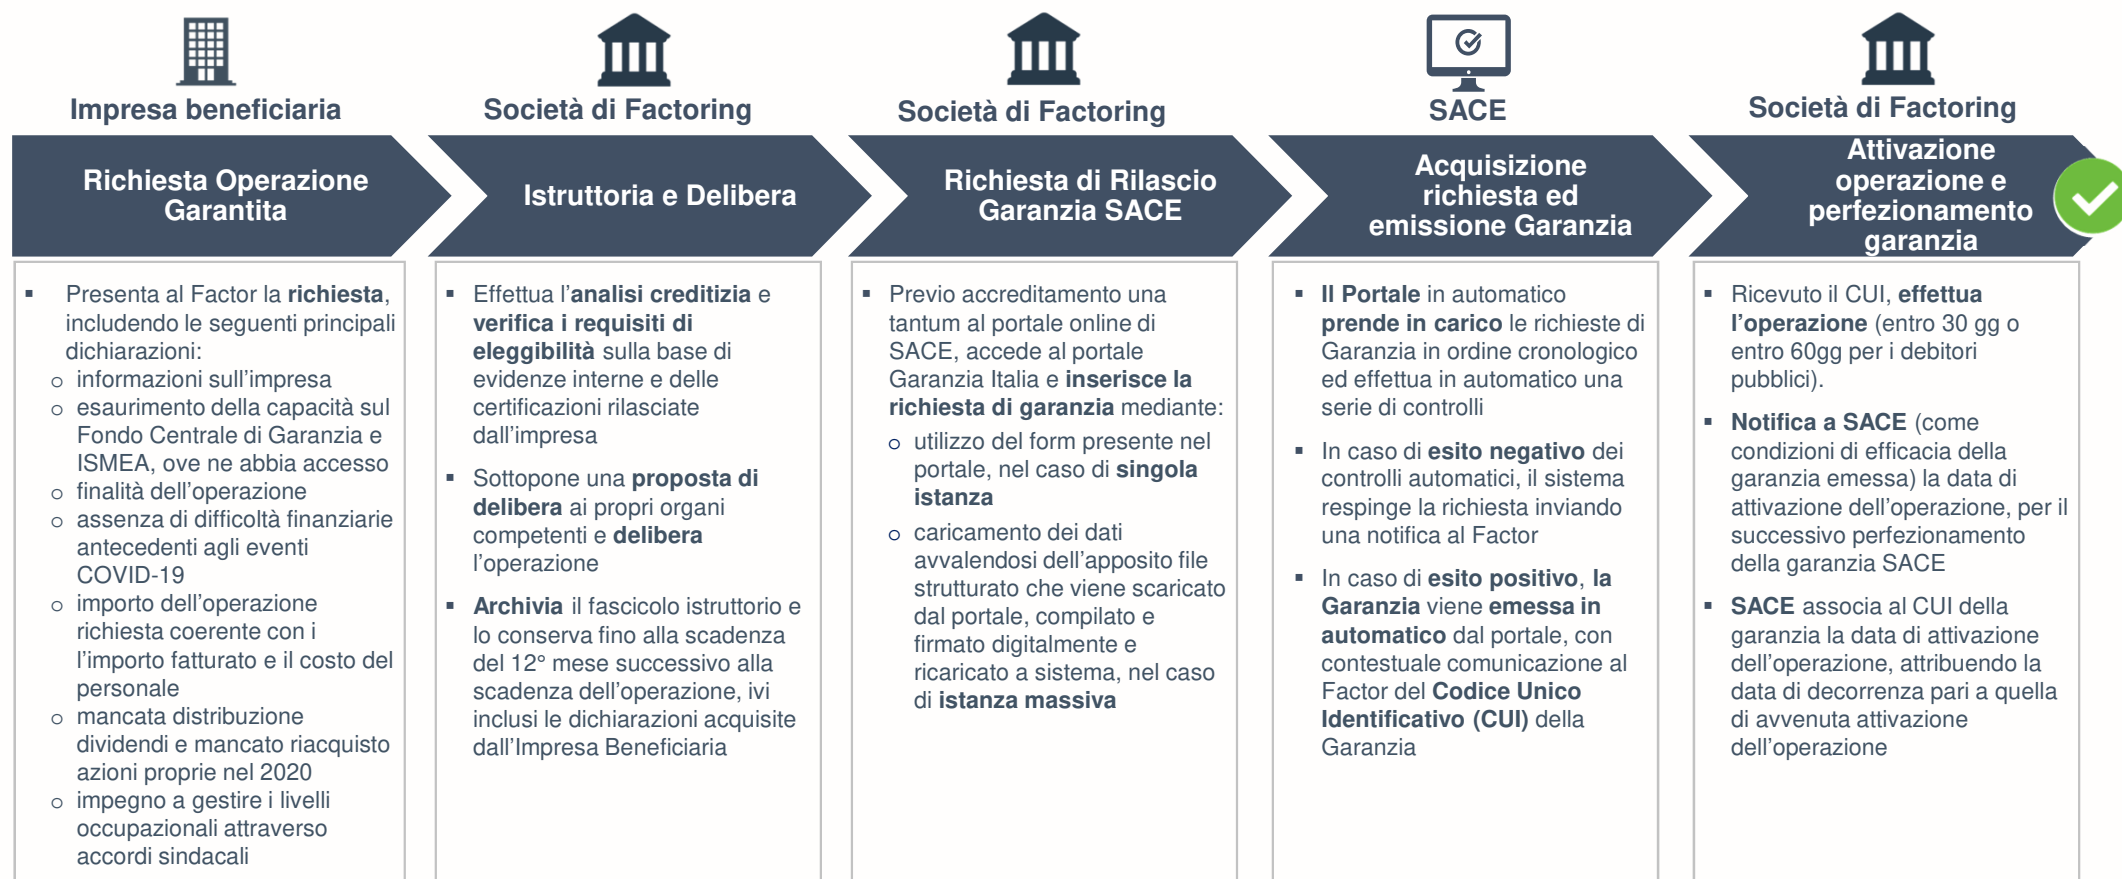 Impresa beneficiaria
Richiesta Operazione
Garantita
▪ Presenta al Factor la richiesta,
includendo le seguenti principali
dichiarazioni:
o informazioni sull’impresa
o esaurimento della capacità sul
Fondo Centrale di Garanzia e
ISMEA, ove ne abbia accesso
o finalità dell’operazione
o assenza di difficoltà finanziarie
antecedenti agli eventi
COVID-19
o importo dell’operazione
richiesta coerente con i
l’importo fatturato e il costo del
personale
o mancata distribuzione
dividendi e mancato riacquisto
azioni proprie nel 2020
o impegno a gestire i livelli
occupazionali attraverso
accordi sindacali
Società di Factoring
Istruttoria e Delibera
▪ Effettua l’analisi creditizia e
verifica i requisiti di
eleggibilità sulla base di
evidenze interne e delle
certificazioni rilasciate
dall’impresa
▪ Sottopone una proposta di
delibera ai propri organi
competenti e delibera
l’operazione
▪ Archivia il fascicolo istruttorio e
lo conserva fino alla scadenza
del 12° mese successivo alla
scadenza dell’operazione, ivi
inclusi le dichiarazioni acquisite
dall’Impresa Beneficiaria
Società di Factoring
Richiesta di Rilascio
Garanzia SACE
▪ Previo accreditamento una
tantum al portale online di
SACE, accede al portale
Garanzia Italia e inserisce la
richiesta di garanzia mediante:
o utilizzo del form presente nel
portale, nel caso di singola
istanza
o caricamento dei dati
avvalendosi dell’apposito file
strutturato che viene scaricato
dal portale, compilato e
firmato digitalmente e
ricaricato a sistema, nel caso
di istanza massiva
SACE
Acquisizione
richiesta ed
emissione Garanzia
▪ Il Portale in automatico
prende in carico le richieste di
Garanzia in ordine cronologico
ed effettua in automatico una
serie di controlli
▪ In caso di esito negativo dei
controlli automatici, il sistema
respinge la richiesta inviando
una notifica al Factor
▪ In caso di esito positivo, la
Garanzia viene emessa in
automatico dal portale, con
contestuale comunicazione al
Factor del Codice Unico
Identificativo (CUI) della
Garanzia
Società di Factoring
Attivazione
operazione e
perfezionamento
garanzia
▪ Ricevuto il CUI, effettua
l’operazione (entro 30 gg o
entro 60gg per i debitori
pubblici).
▪ Notifica a SACE (come
condizioni di efficacia della
garanzia emessa) la data di
attivazione dell’operazione, per il
successivo perfezionamento
della garanzia SACE
▪ SACE associa al CUI della
garanzia la data di attivazione
dell’operazione, attribuendo la
data di decorrenza pari a quella
di avvenuta attivazione
dell’operazione